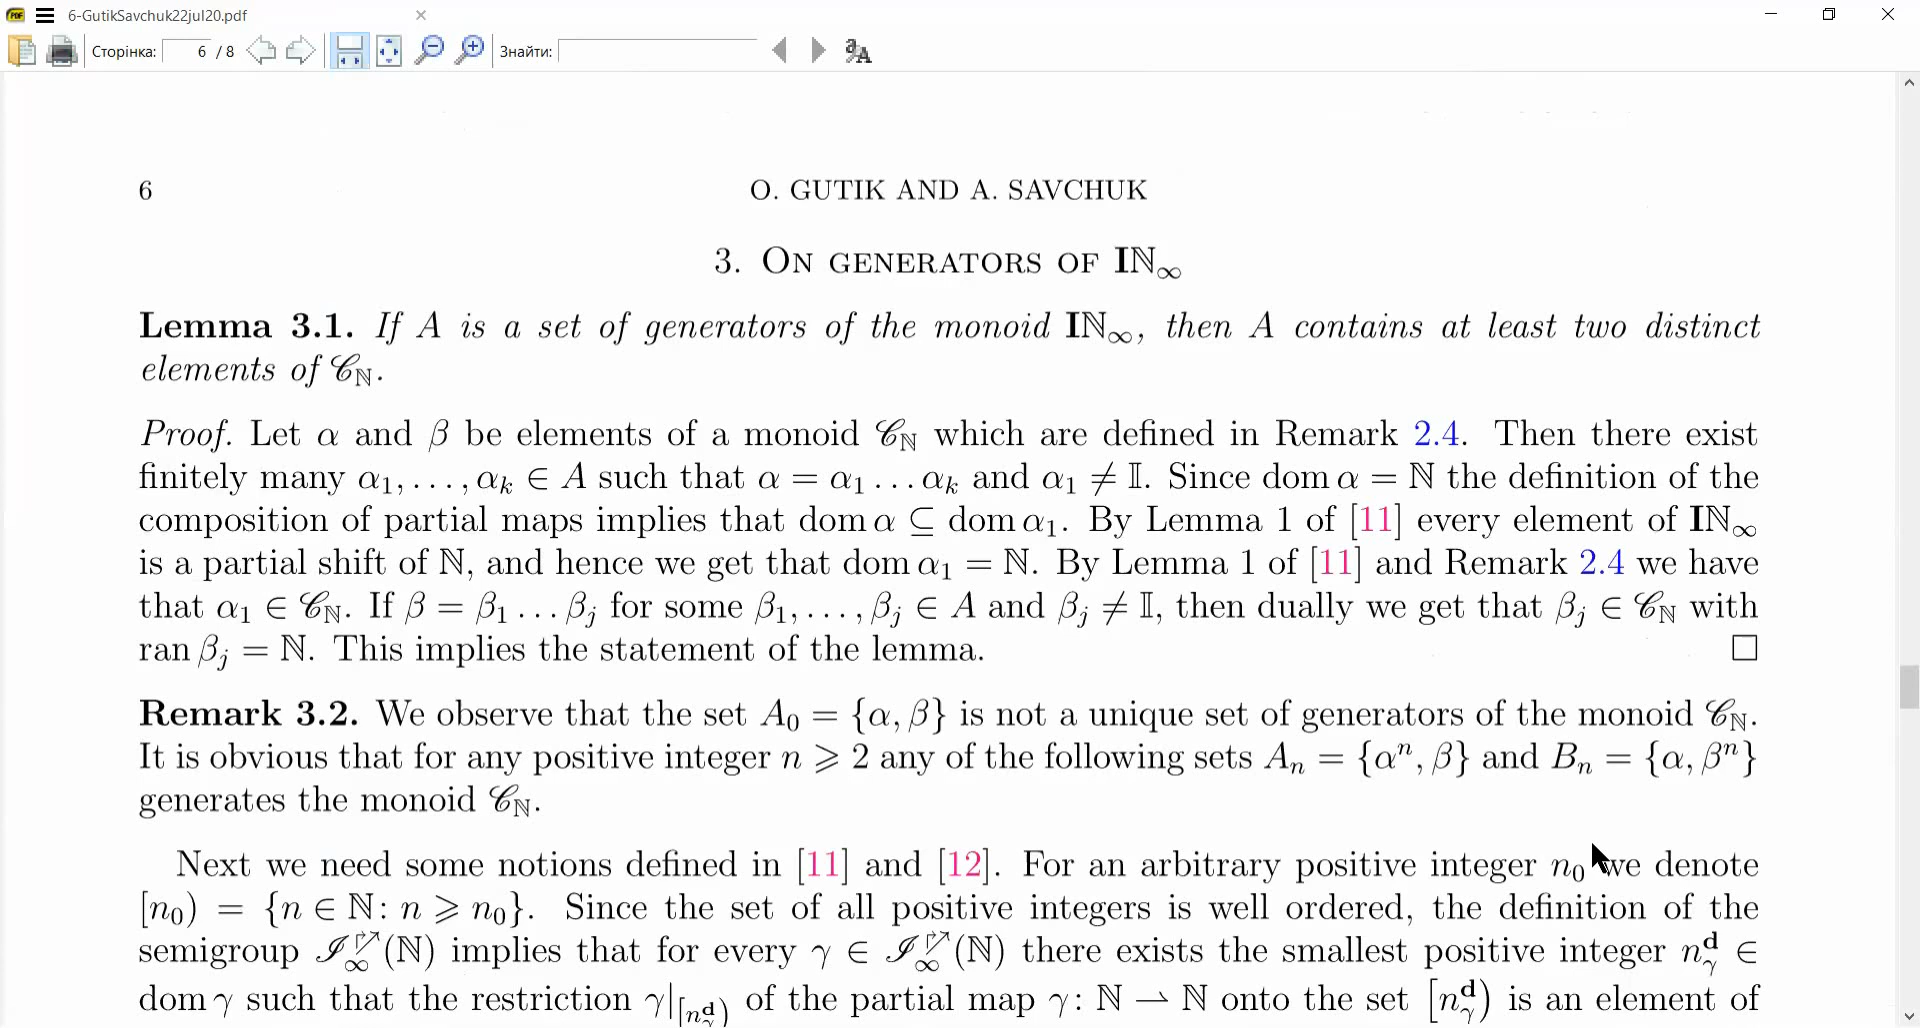 6-GutikSavchuk22jul20.pdf
Сторінка: 6 / 8 Знайти:
6 O. GUTIK AND A. SAVCHUK
3. On generators of 𝐈ℕ∞
Lemma 3.1. If A is a set of generators of the monoid 𝐈ℕ∞, then A contains at least two distinct
elements of 𝒞ℕ.
Proof. Let α and β be elements of a monoid 𝒞ℕ which are defined in Remark 2.4. Then there exist
finitely many α₁, . . . , αₖ ∈ A such that α = α₁ . . . αₖ and α₁ ≠ 𝕀. Since dom α = ℕ the definition of the
composition of partial maps implies that dom α ⊆ dom α₁. By Lemma 1 of [11] every element of 𝐈ℕ∞
is a partial shift of ℕ, and hence we get that dom α₁ = ℕ. By Lemma 1 of [11] and Remark 2.4 we have
that α₁ ∈ 𝒞ℕ. If β = β₁ . . . βⱼ for some β₁, . . . , βⱼ ∈ A and βⱼ ≠ 𝕀, then dually we get that βⱼ ∈ 𝒞ℕ with
ran βⱼ = ℕ. This implies the statement of the lemma. □
Remark 3.2. We observe that the set A₀ = {α, β} is not a unique set of generators of the monoid 𝒞ℕ.
It is obvious that for any positive integer n ⩾ 2 any of the following sets Aₙ = {αⁿ, β} and Bₙ = {α, βⁿ}
generates the monoid 𝒞ℕ.
Next we need some notions defined in [11] and [12]. For an arbitrary positive integer n₀ we denote
[n₀) = {n ∈ ℕ: n ⩾ n₀}. Since the set of all positive integers is well ordered, the definition of the
semigroup ℐ∞^↱↗(ℕ) implies that for every γ ∈ ℐ∞^↱↗(ℕ) there exists the smallest positive integer n_γ^𝐝 ∈
dom γ such that the restriction γ|_[n_γ^𝐝) of the partial map γ: ℕ ⇀ ℕ onto the set [n_γ^𝐝) is an element of